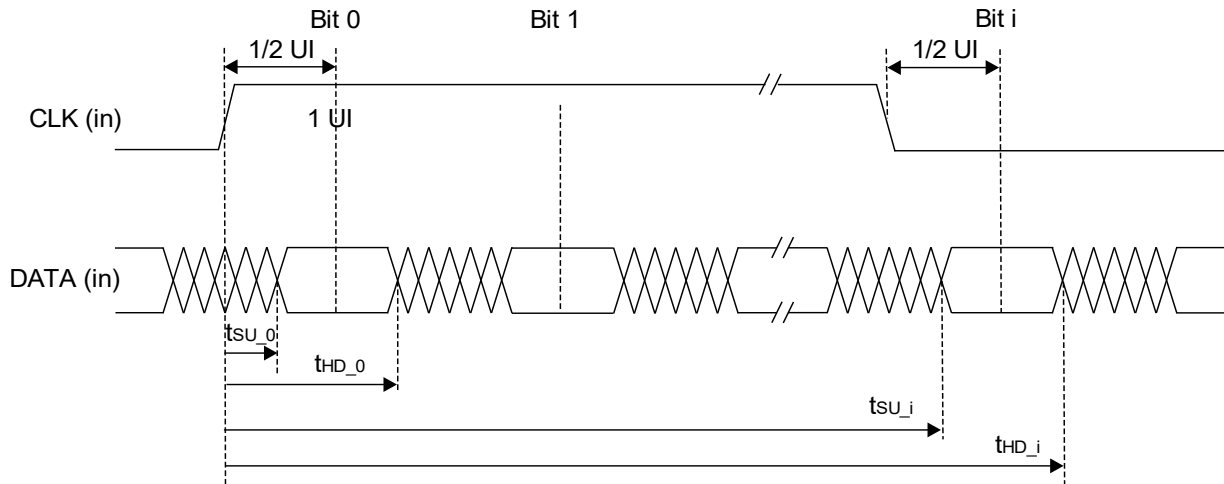 Bit 0
Bit 1
Bit i
1/2 UI
1/2 UI
CLK (in)
1 UI
DATA (in)
tSU_0
tHD_0
tSU_i
tHD_i